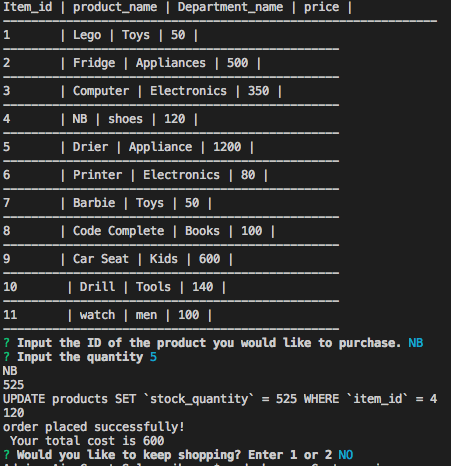 Item_id | product_name | Department_name | price |
1 | Lego | Toys | 50 |
2 | Fridge | Appliances | 500 |
3 | Computer | Electronics | 350 |
4 | NB | shoes | 120 |
5 | Drier | Appliance | 1200 |
6 | Printer | Electronics | 80 |
7 | Barbie | Toys | 50 |
8 | Code Complete | Books | 100 |
9 | Car Seat | Kids | 600 |
10 | Drill | Tools | 140 |
11 | watch | men | 100 |
? Input the ID of the product you would like to purchase. NB
? Input the quantity 5
NB
525
UPDATE products SET `stock_quantity` = 525 WHERE `item_id` = 4
120
order placed successfully!
Your total cost is 600
? Would you like to keep shopping? Enter 1 or 2 NO